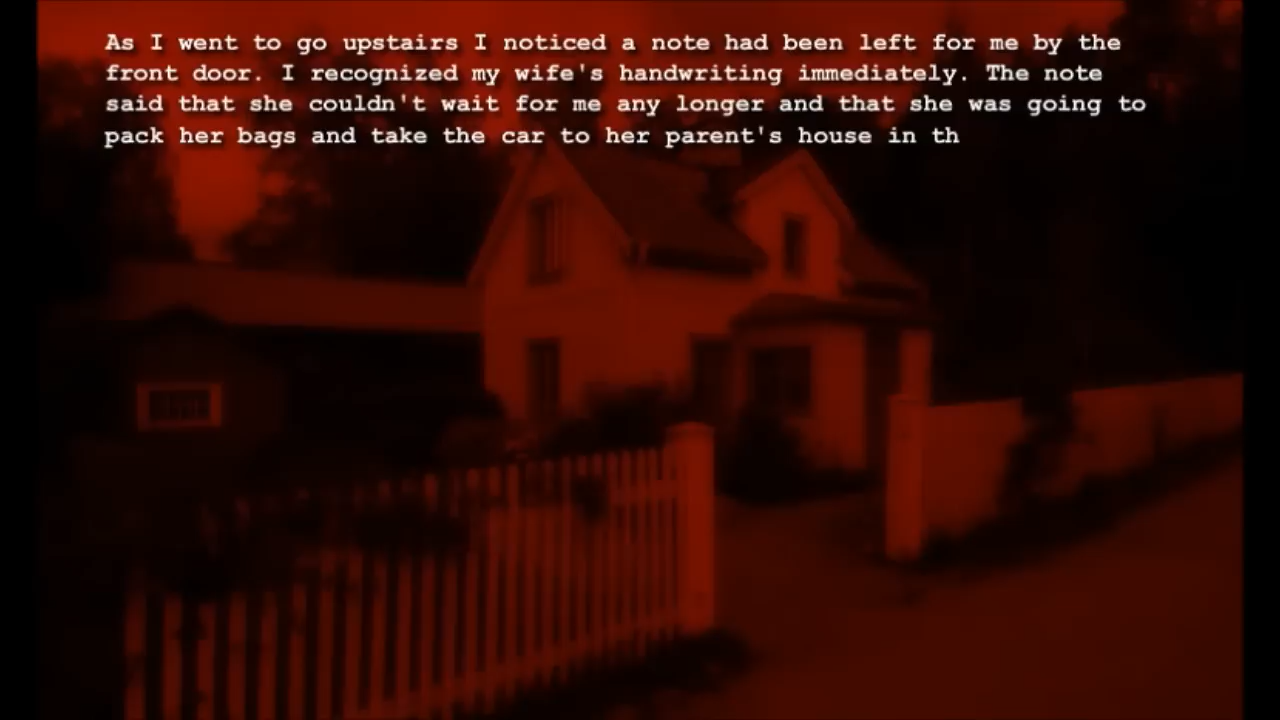 As I went to go upstairs I noticed a note had been left for me by the
front door. I recognized my wife's handwriting immediately. The note
said that she couldn't wait for me any longer and that she was going to
pack her bags and take the car to her parent's house in th